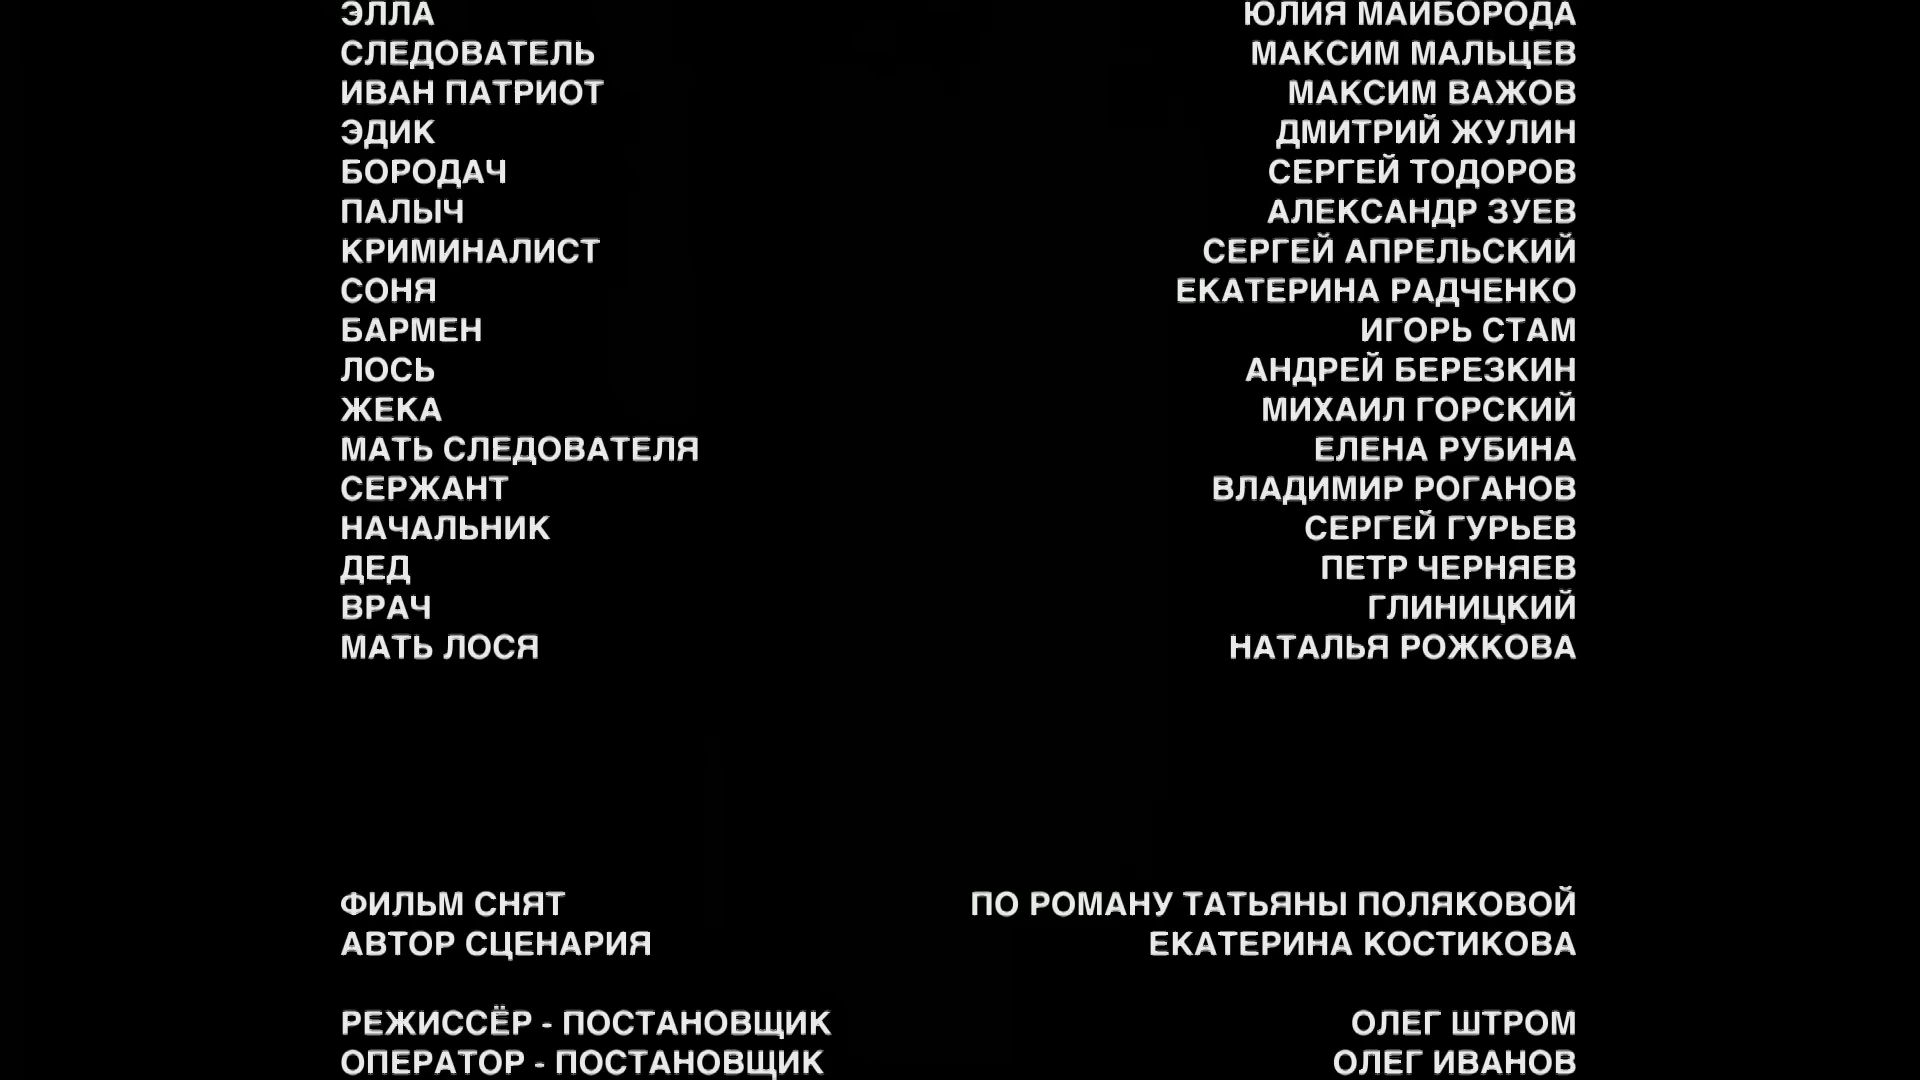 ЭЛЛА ЮЛИЯ МАЙБОРОДА
СЛЕДОВАТЕЛЬ МАКСИМ МАЛЬЦЕВ
ИВАН ПАТРИОТ МАКСИМ ВАЖОВ
ЭДИК ДМИТРИЙ ЖУЛИН
БОРОДАЧ СЕРГЕЙ ТОДОРОВ
ПАЛЫЧ АЛЕКСАНДР ЗУЕВ
КРИМИНАЛИСТ СЕРГЕЙ АПРЕЛЬСКИЙ
СОНЯ ЕКАТЕРИНА РАДЧЕНКО
БАРМЕН ИГОРЬ СТАМ
ЛОСЬ АНДРЕЙ БЕРЕЗКИН
ЖЕКА МИХАИЛ ГОРСКИЙ
МАТЬ СЛЕДОВАТЕЛЯ ЕЛЕНА РУБИНА
СЕРЖАНТ ВЛАДИМИР РОГАНОВ
НАЧАЛЬНИК СЕРГЕЙ ГУРЬЕВ
ДЕД ПЕТР ЧЕРНЯЕВ
ВРАЧ ГЛИНИЦКИЙ
МАТЬ ЛОСЯ НАТАЛЬЯ РОЖКОВА
ФИЛЬМ СНЯТ ПО РОМАНУ ТАТЬЯНЫ ПОЛЯКОВОЙ
АВТОР СЦЕНАРИЯ ЕКАТЕРИНА КОСТИКОВА
РЕЖИССЁР - ПОСТАНОВЩИК ОЛЕГ ШТРОМ
ОПЕРАТОР - ПОСТАНОВЩИК ОЛЕГ ИВАНОВ